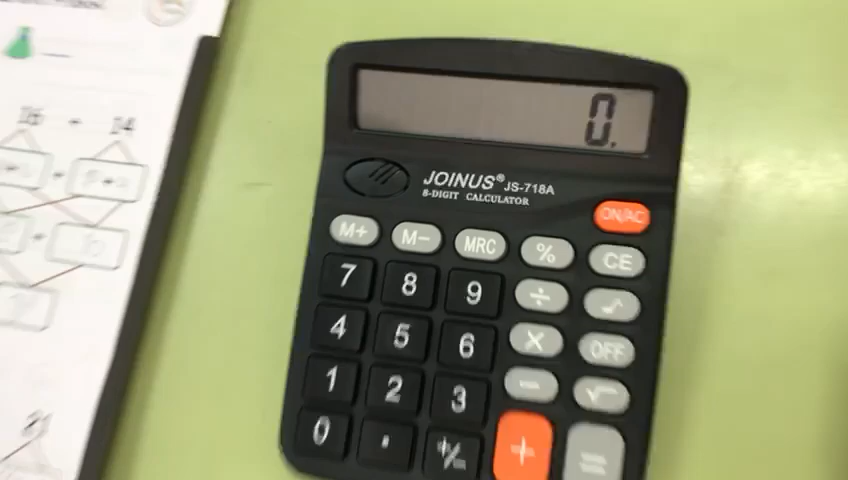 16 + 14
21
0.
JOINUS® JS-718A
8-DIGIT CALCULATOR
ON/AC
M+ M- MRC % CE
7 8 9 ÷
4 5 6 × OFF
1 2 3 - √
0 . +/- + =